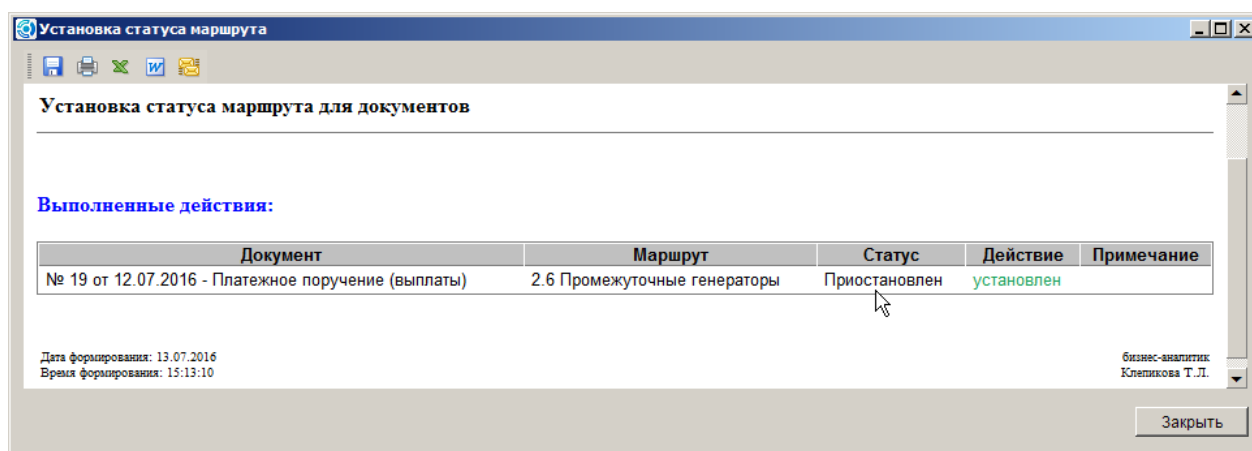 Установка статуса маршрута
Установка статуса маршрута для документов
Выполненные действия:
Документ Маршрут Статус Действие Примечание
№ 19 от 12.07.2016 - Платежное поручение (выплаты) 2.6 Промежуточные генераторы Приостановлен установлен
Дата формирования: 13.07.2016 бизнес-аналитик
Время формирования: 15:13:10 Клепикова Т.Л.
Закрыть